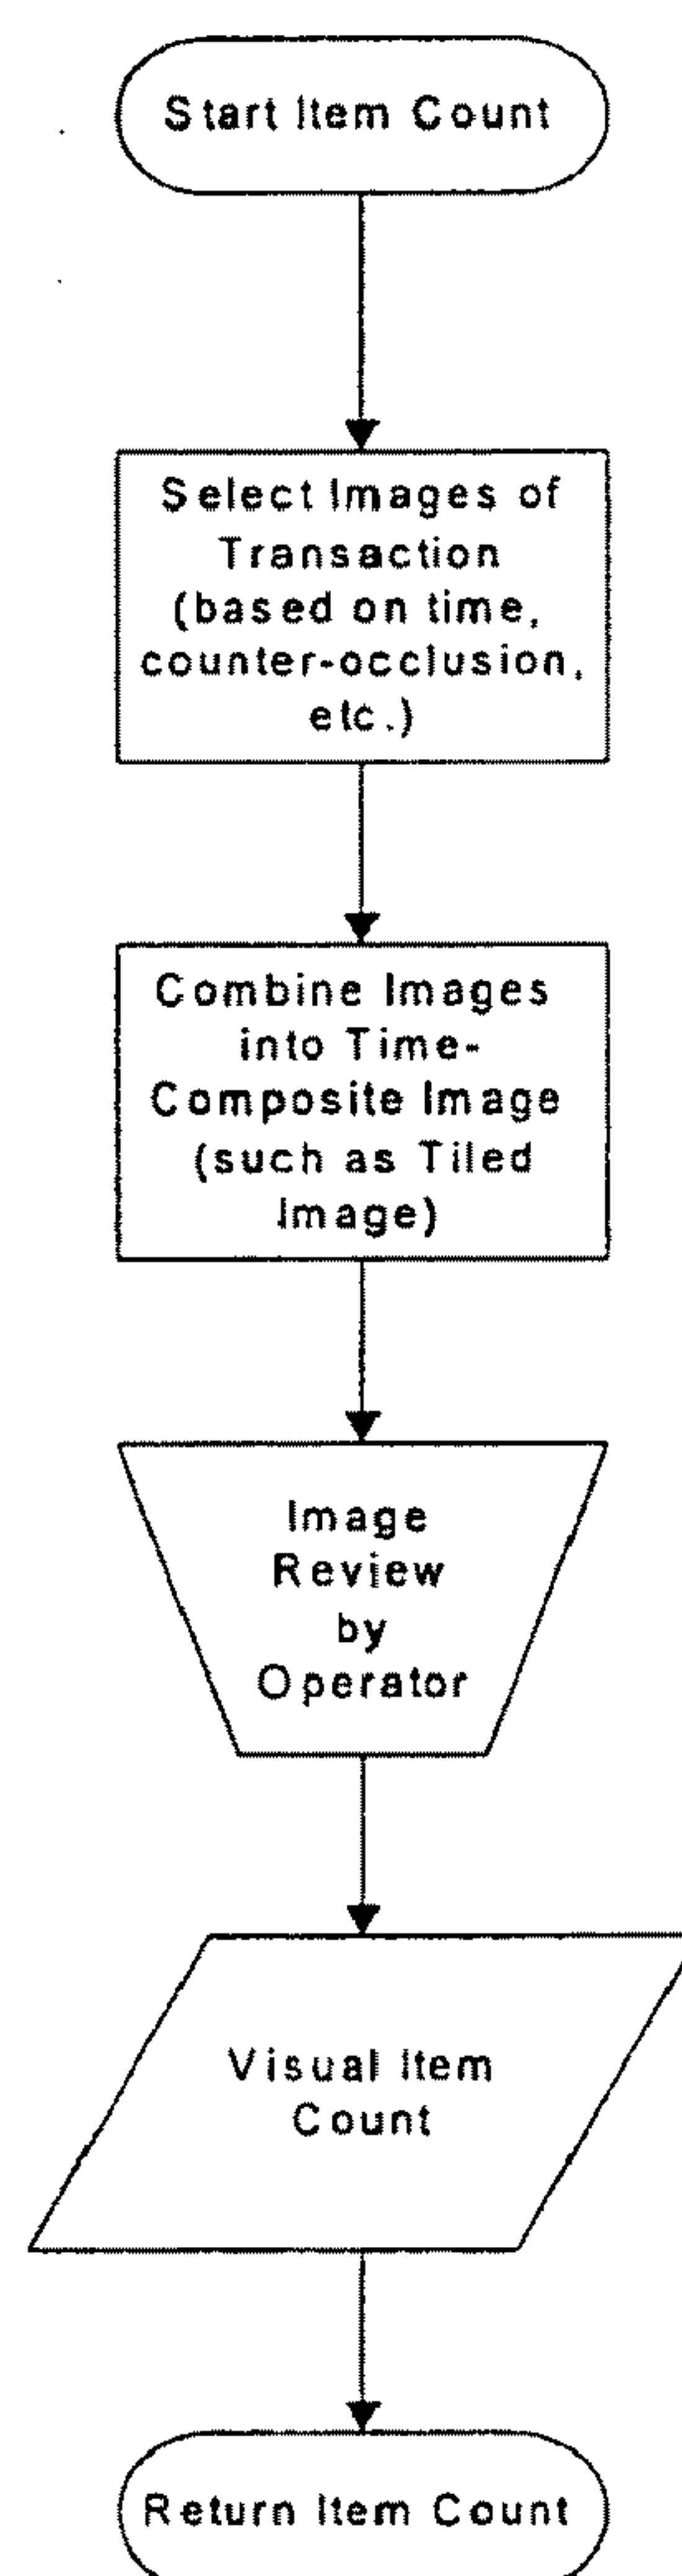 Start Item Count
Select Images of
Transaction
(based on time,
counter-occlusion,
etc.)
Combine Images
into Time-
Composite Image
(such as Tiled
Image)
Image
Review
by
Operator
Visual Item
Count
Return Item Count